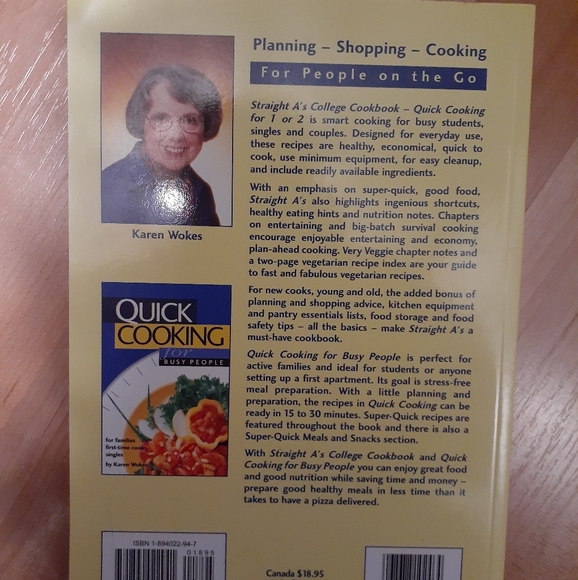 Planning – Shopping – Cooking
For People on the Go
Straight A's College Cookbook – Quick Cooking
for 1 or 2 is smart cooking for busy students,
singles and couples. Designed for everyday use,
these recipes are healthy, economical, quick to
cook, use minimum equipment, for easy cleanup,
and include readily available ingredients.
With an emphasis on super-quick, good food,
Straight A's also highlights ingenious shortcuts,
healthy eating hints and nutrition notes. Chapters
on entertaining and big-batch survival cooking
encourage enjoyable entertaining and economy,
plan-ahead cooking. Very Veggie chapter notes and
a two-page vegetarian recipe index are your guide
to fast and fabulous vegetarian recipes.
Karen Wokes
For new cooks, young and old, the added bonus of
planning and shopping advice, kitchen equipment
and pantry essentials lists, food storage and food
safety tips – all the basics – make Straight A's a
must-have cookbook.
Quick Cooking for Busy People is perfect for
active families and ideal for students or anyone
setting up a first apartment. Its goal is stress-free
meal preparation. With a little planning and
preparation, the recipes in Quick Cooking can be
ready in 15 to 30 minutes. Super-Quick recipes are
featured throughout the book and there is also a
Super-Quick Meals and Snacks section.
With Straight A's College Cookbook and Quick
Cooking for Busy People you can enjoy great food
and good nutrition while saving time and money –
prepare good healthy meals in less time than it
takes to have a pizza delivered.
QUICK
COOKING
for
BUSY PEOPLE
for families
first-time cooks
singles
by Karen Wokes
ISBN 1-894022-94-7
01895
Canada $18.95